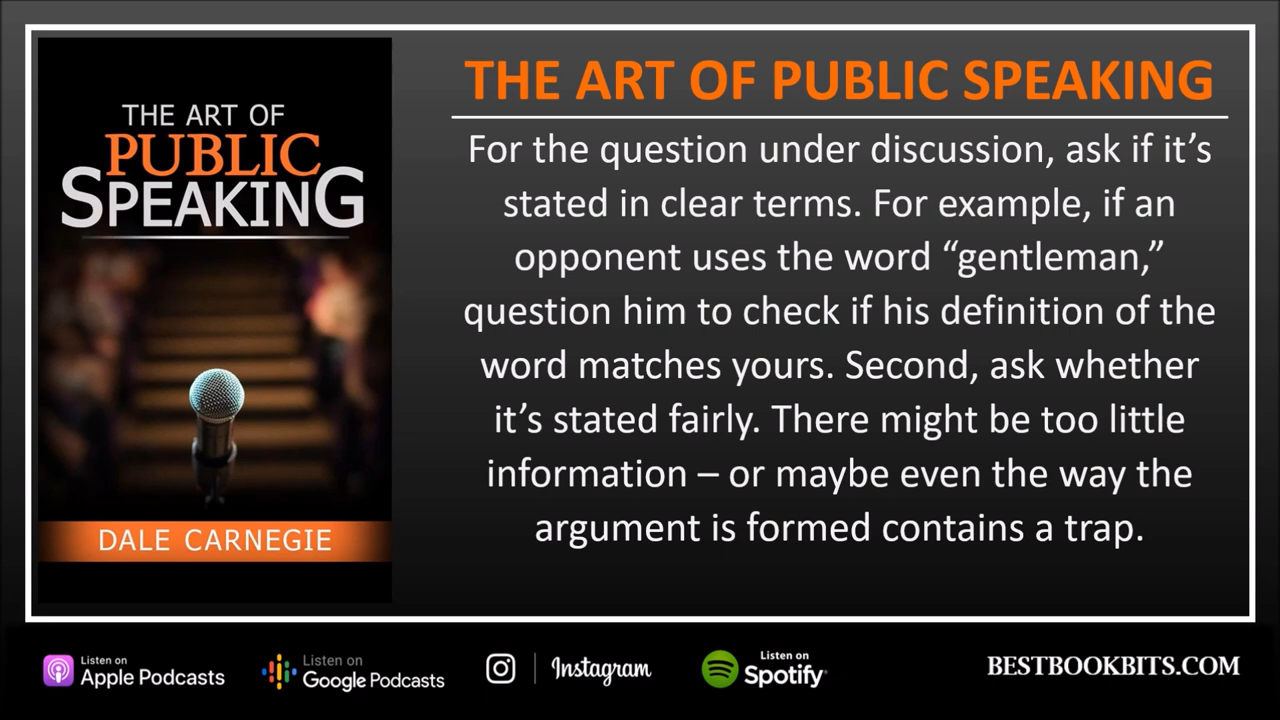 THE ART OF
PUBLIC
SPEAKING
DALE CARNEGIE
THE ART OF PUBLIC SPEAKING
For the question under discussion, ask if it’s
stated in clear terms. For example, if an
opponent uses the word “gentleman,”
question him to check if his definition of the
word matches yours. Second, ask whether
it’s stated fairly. There might be too little
information – or maybe even the way the
argument is formed contains a trap.
Listen on
Apple Podcasts
Listen on
Google Podcasts
Instagram
Listen on
Spotify
BESTBOOKBITS.COM